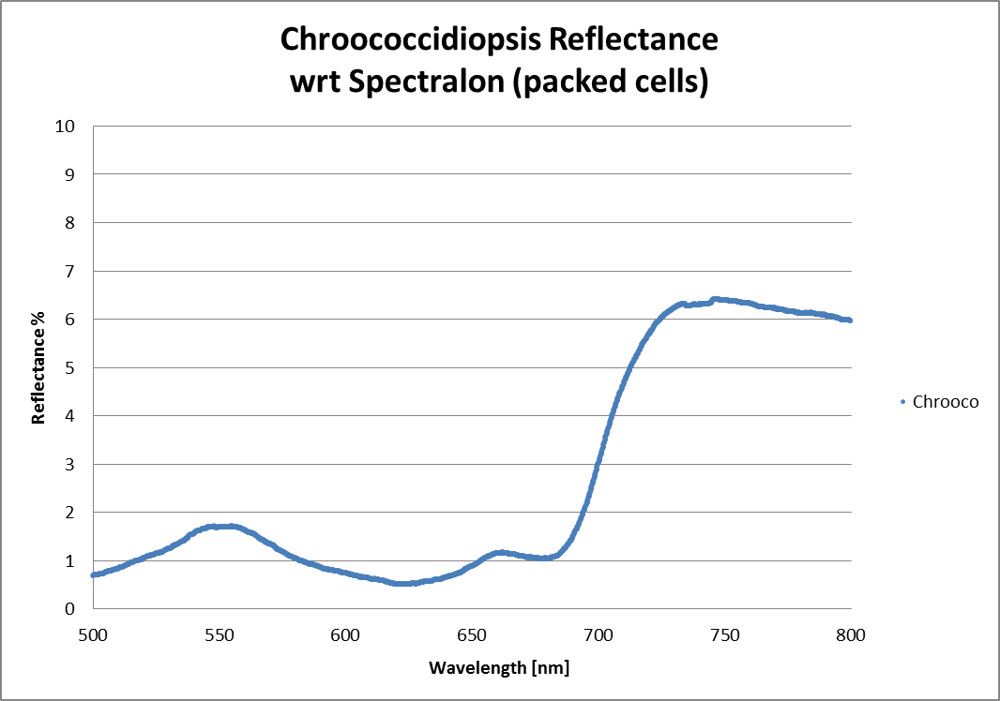 Chroococcidiopsis Reflectance
wrt Spectralon (packed cells)
10
9
8
7
6
5
4
3
2
1
0
Reflectance %
500 550 600 650 700 750 800
Wavelength [nm]
Chrooco